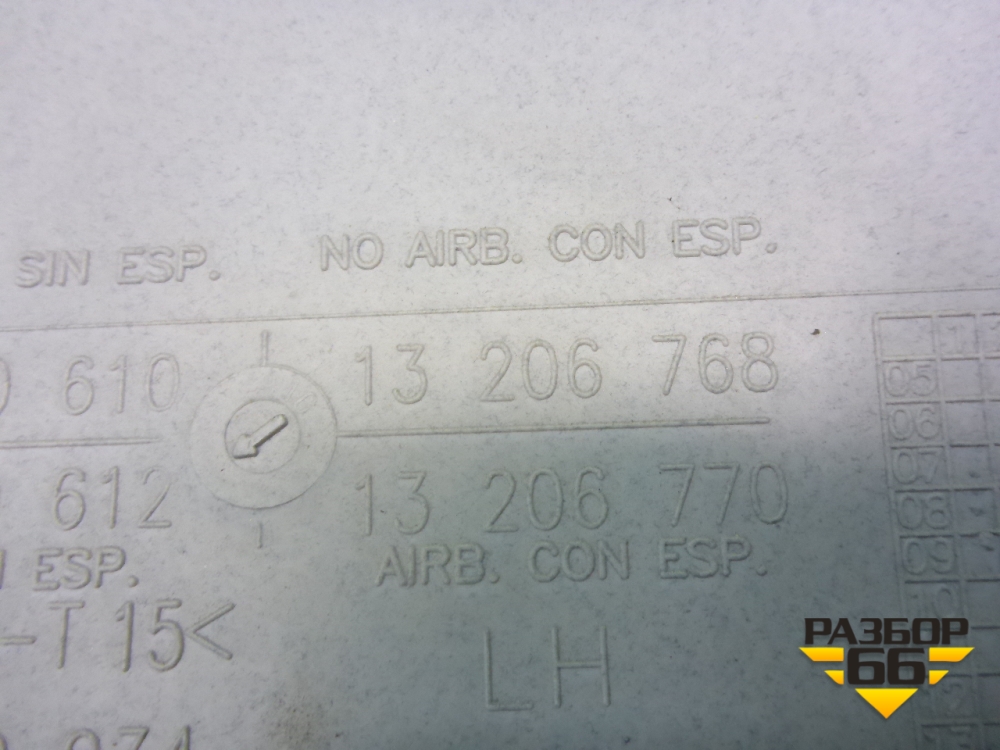 SIN ESP. NO AIRB. CON ESP.
610 13 206 768
612 13 206 770
ESP. AIRB. CON ESP.
-T 15<
LH
05
06
07
08
09
РАЗБОР
66